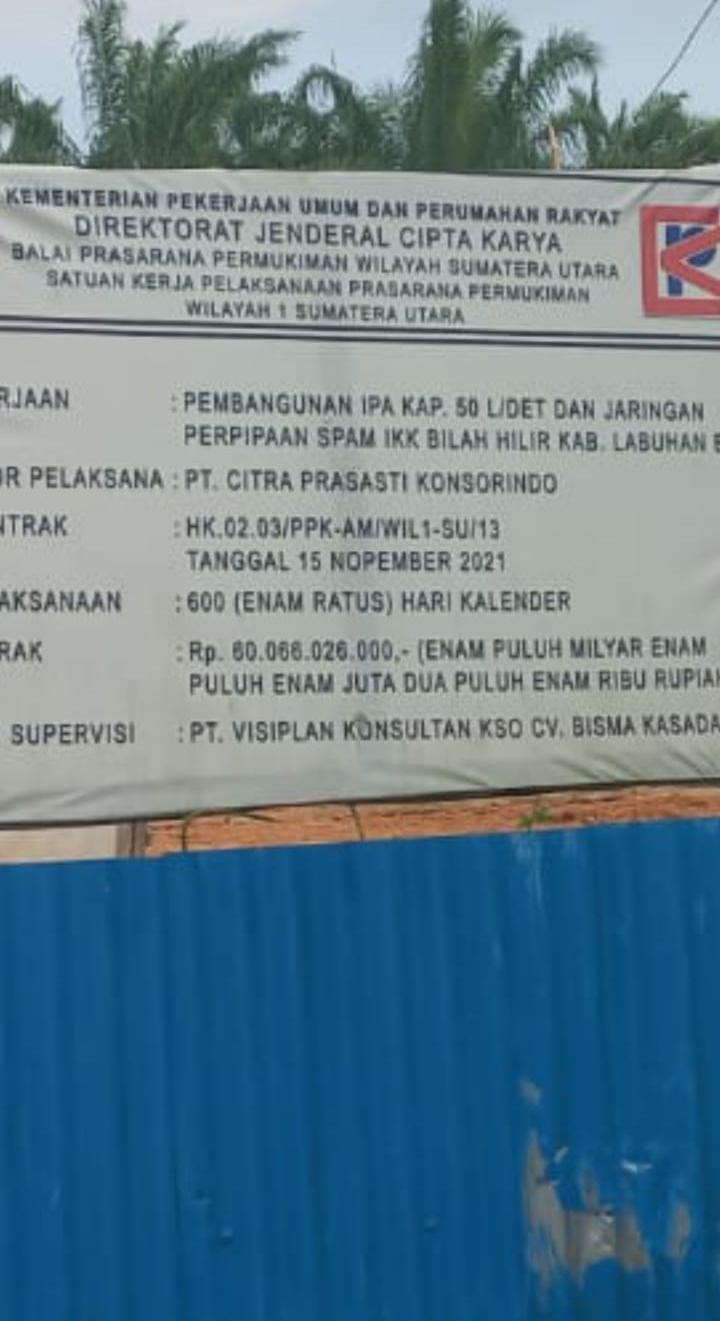 KEMENTERIAN PEKERJAAN UMUM DAN PERUMAHAN RAKYAT
DIREKTORAT JENDERAL CIPTA KARYA
BALAI PRASARANA PERMUKIMAN WILAYAH SUMATERA UTARA
SATUAN KERJA PELAKSANAAN PRASARANA PERMUKIMAN
WILAYAH 1 SUMATERA UTARA
RJAAN : PEMBANGUNAN IPA KAP. 50 L/DET DAN JARINGAN
PERPIPAAN SPAM IKK BILAH HILIR KAB. LABUHAN B
OR PELAKSANA : PT. CITRA PRASASTI KONSORINDO
NTRAK : HK.02.03/PPK-AM/WIL1-SU/13
TANGGAL 15 NOPEMBER 2021
AKSANAAN : 600 (ENAM RATUS) HARI KALENDER
RAK : Rp. 60.066.026.000,- (ENAM PULUH MILYAR ENAM
PULUH ENAM JUTA DUA PULUH ENAM RIBU RUPIAH
SUPERVISI : PT. VISIPLAN KONSULTAN KSO CV. BISMA KASADA